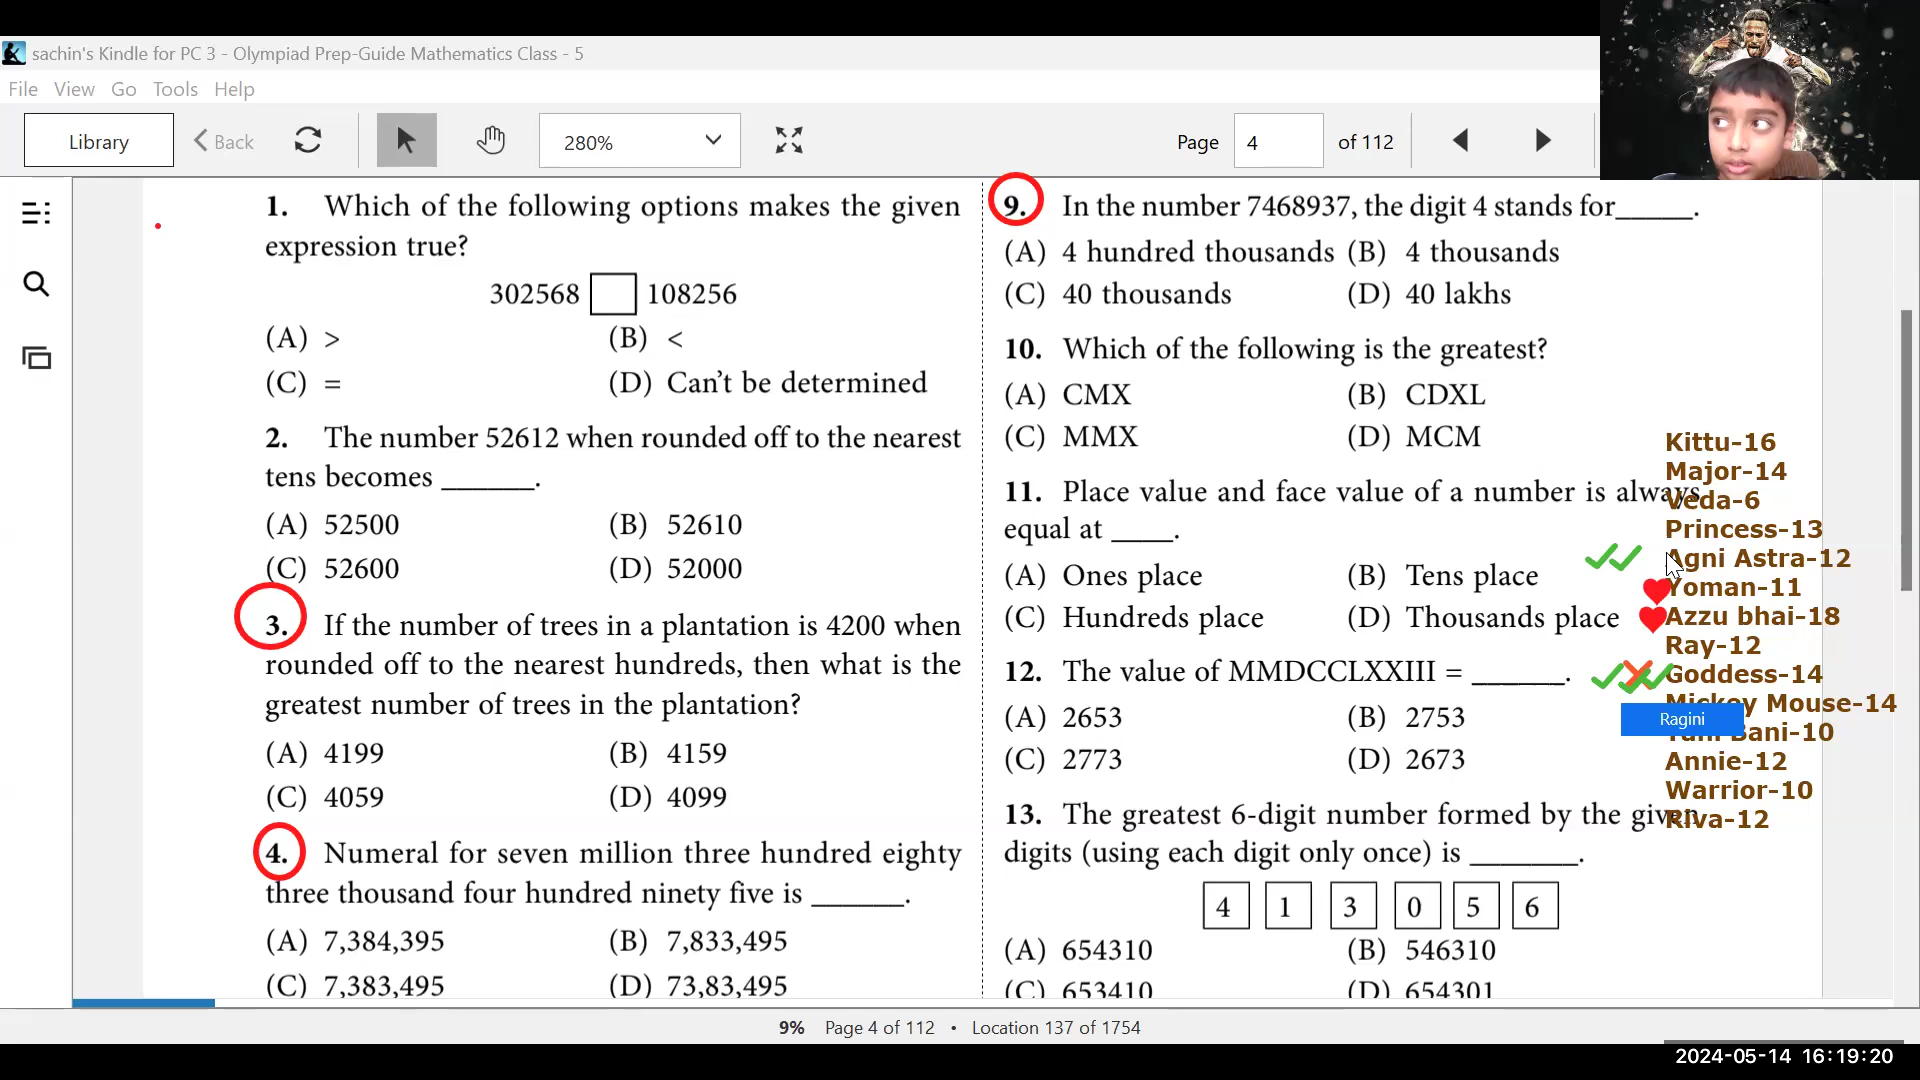 sachin's Kindle for PC 3 - Olympiad Prep-Guide Mathematics Class - 5
File View Go Tools Help
Library Back 280% Page 4 of 112
1. Which of the following options makes the given
expression true?
302568 108256
(A) > (B) <
(C) = (D) Can't be determined
2. The number 52612 when rounded off to the nearest
tens becomes ______.
(A) 52500 (B) 52610
(C) 52600 (D) 52000
3. If the number of trees in a plantation is 4200 when
rounded off to the nearest hundreds, then what is the
greatest number of trees in the plantation?
(A) 4199 (B) 4159
(C) 4059 (D) 4099
4. Numeral for seven million three hundred eighty
three thousand four hundred ninety five is ______.
(A) 7,384,395 (B) 7,833,495
(C) 7,383,495 (D) 73,83,495
9. In the number 7468937, the digit 4 stands for_____.
(A) 4 hundred thousands (B) 4 thousands
(C) 40 thousands (D) 40 lakhs
10. Which of the following is the greatest?
(A) CMX (B) CDXL
(C) MMX (D) MCM
11. Place value and face value of a number is always
equal at ____.
(A) Ones place (B) Tens place
(C) Hundreds place (D) Thousands place
12. The value of MMDCCLXXIII = ______.
(A) 2653 (B) 2753
(C) 2773 (D) 2673
13. The greatest 6-digit number formed by the given
digits (using each digit only once) is _______.
4 1 3 0 5 6
(A) 654310 (B) 546310
(C) 653410 (D) 654301
Kittu-16
Major-14
Veda-6
Princess-13
Agni Astra-12
Yoman-11
Azzu bhai-18
Ray-12
Goddess-14
Mickey Mouse-14
Ragini
Bani-10
Annie-12
Warrior-10
Riva-12
9% Page 4 of 112 • Location 137 of 1754
2024-05-14 16:19:20